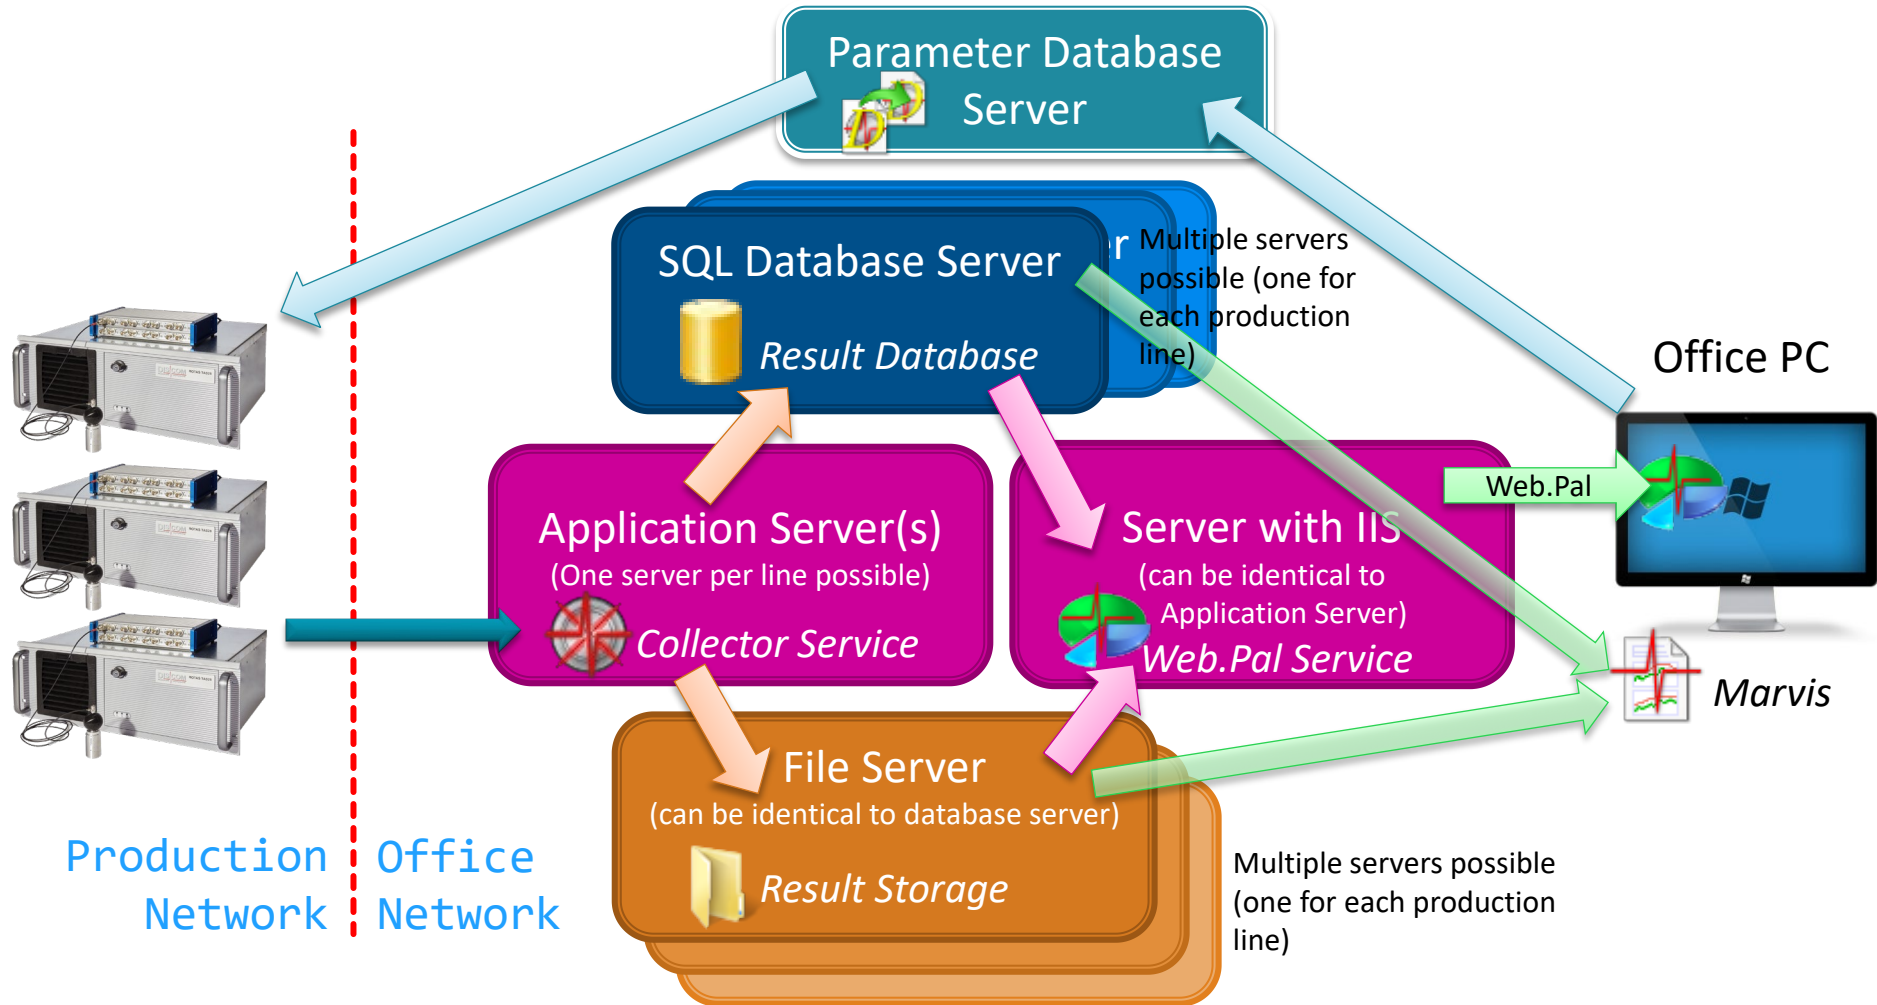 Parameter Database
Server
SQL Database Server
Result Database
Multiple servers
possible (one for
each production
line)
Office PC
Web.Pal
Application Server(s)
(One server per line possible)
Collector Service
Server with IIS
(can be identical to
Application Server)
Web.Pal Service
Marvis
File Server
(can be identical to database server)
Result Storage
Multiple servers possible
(one for each production
line)
Production
Network
Office
Network